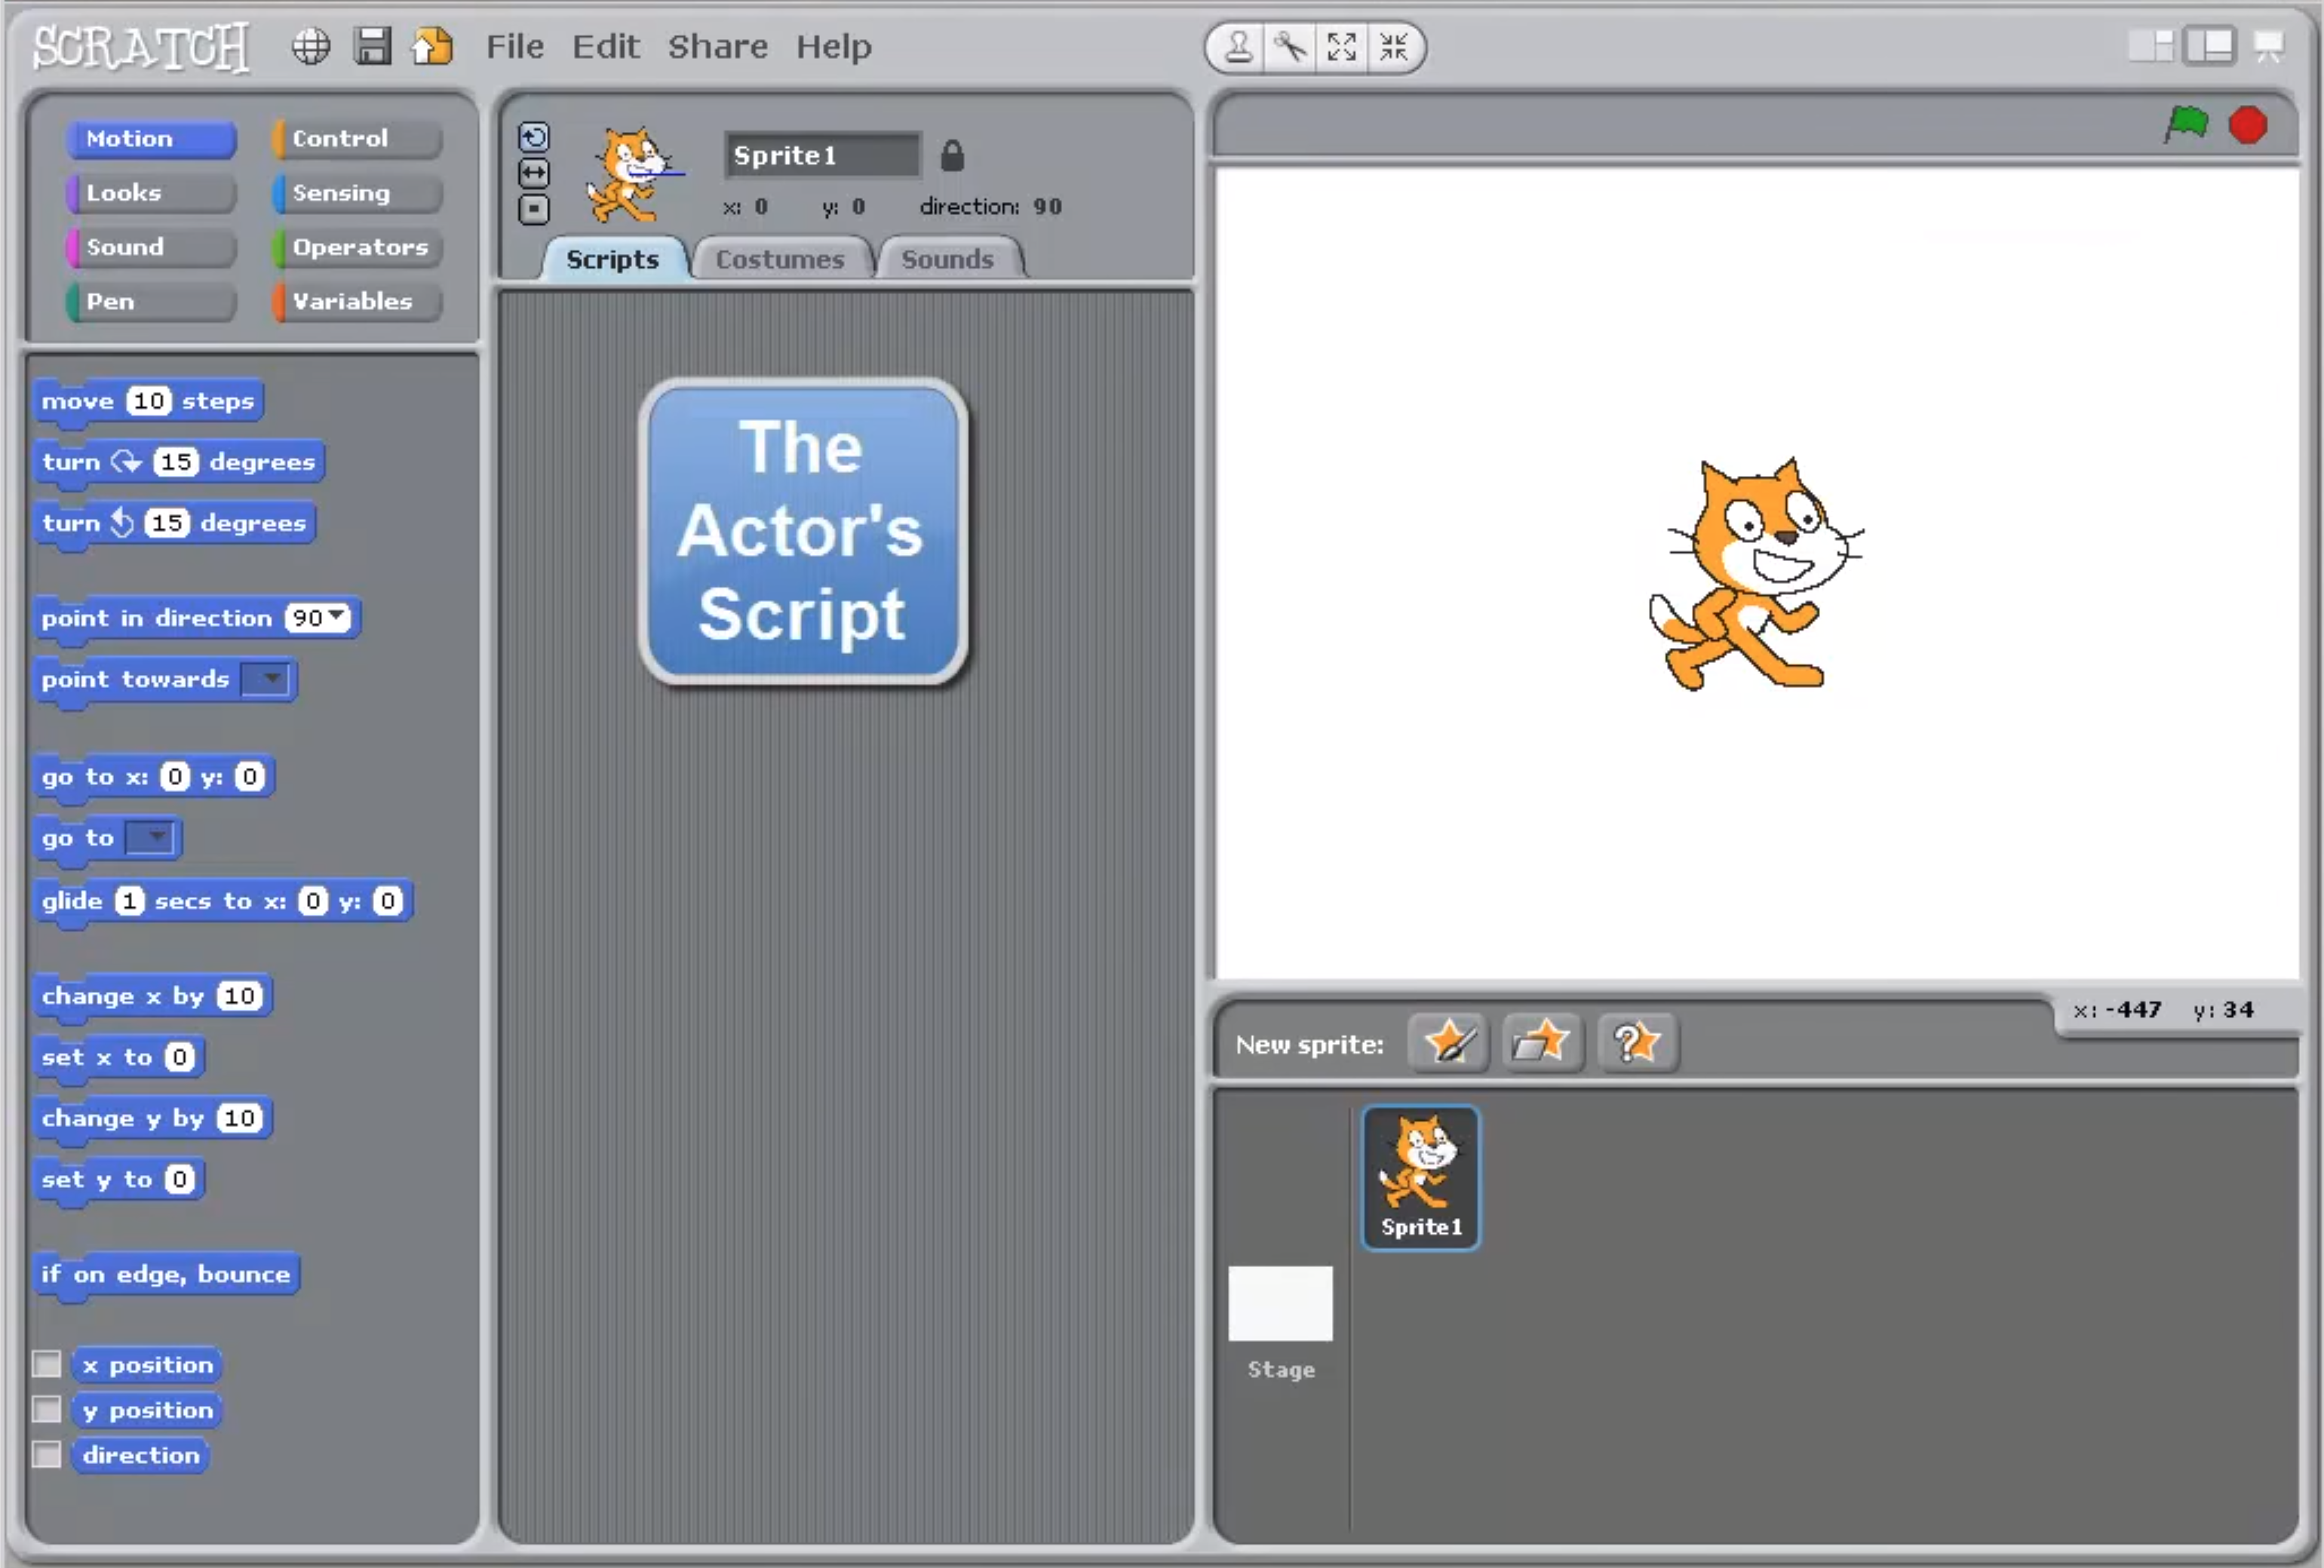 SCRATCH File Edit Share Help
Motion Control
Looks Sensing
Sound Operators
Pen Variables
move 10 steps
turn 15 degrees
turn 15 degrees
point in direction 90
point towards
go to x: 0 y: 0
go to
glide 1 secs to x: 0 y: 0
change x by 10
set x to 0
change y by 10
set y to 0
if on edge, bounce
x position
y position
direction
Sprite1
x: 0 y: 0 direction: 90
Scripts Costumes Sounds
The
Actor's
Script
x: -447 y: 34
New sprite:
Sprite1
Stage